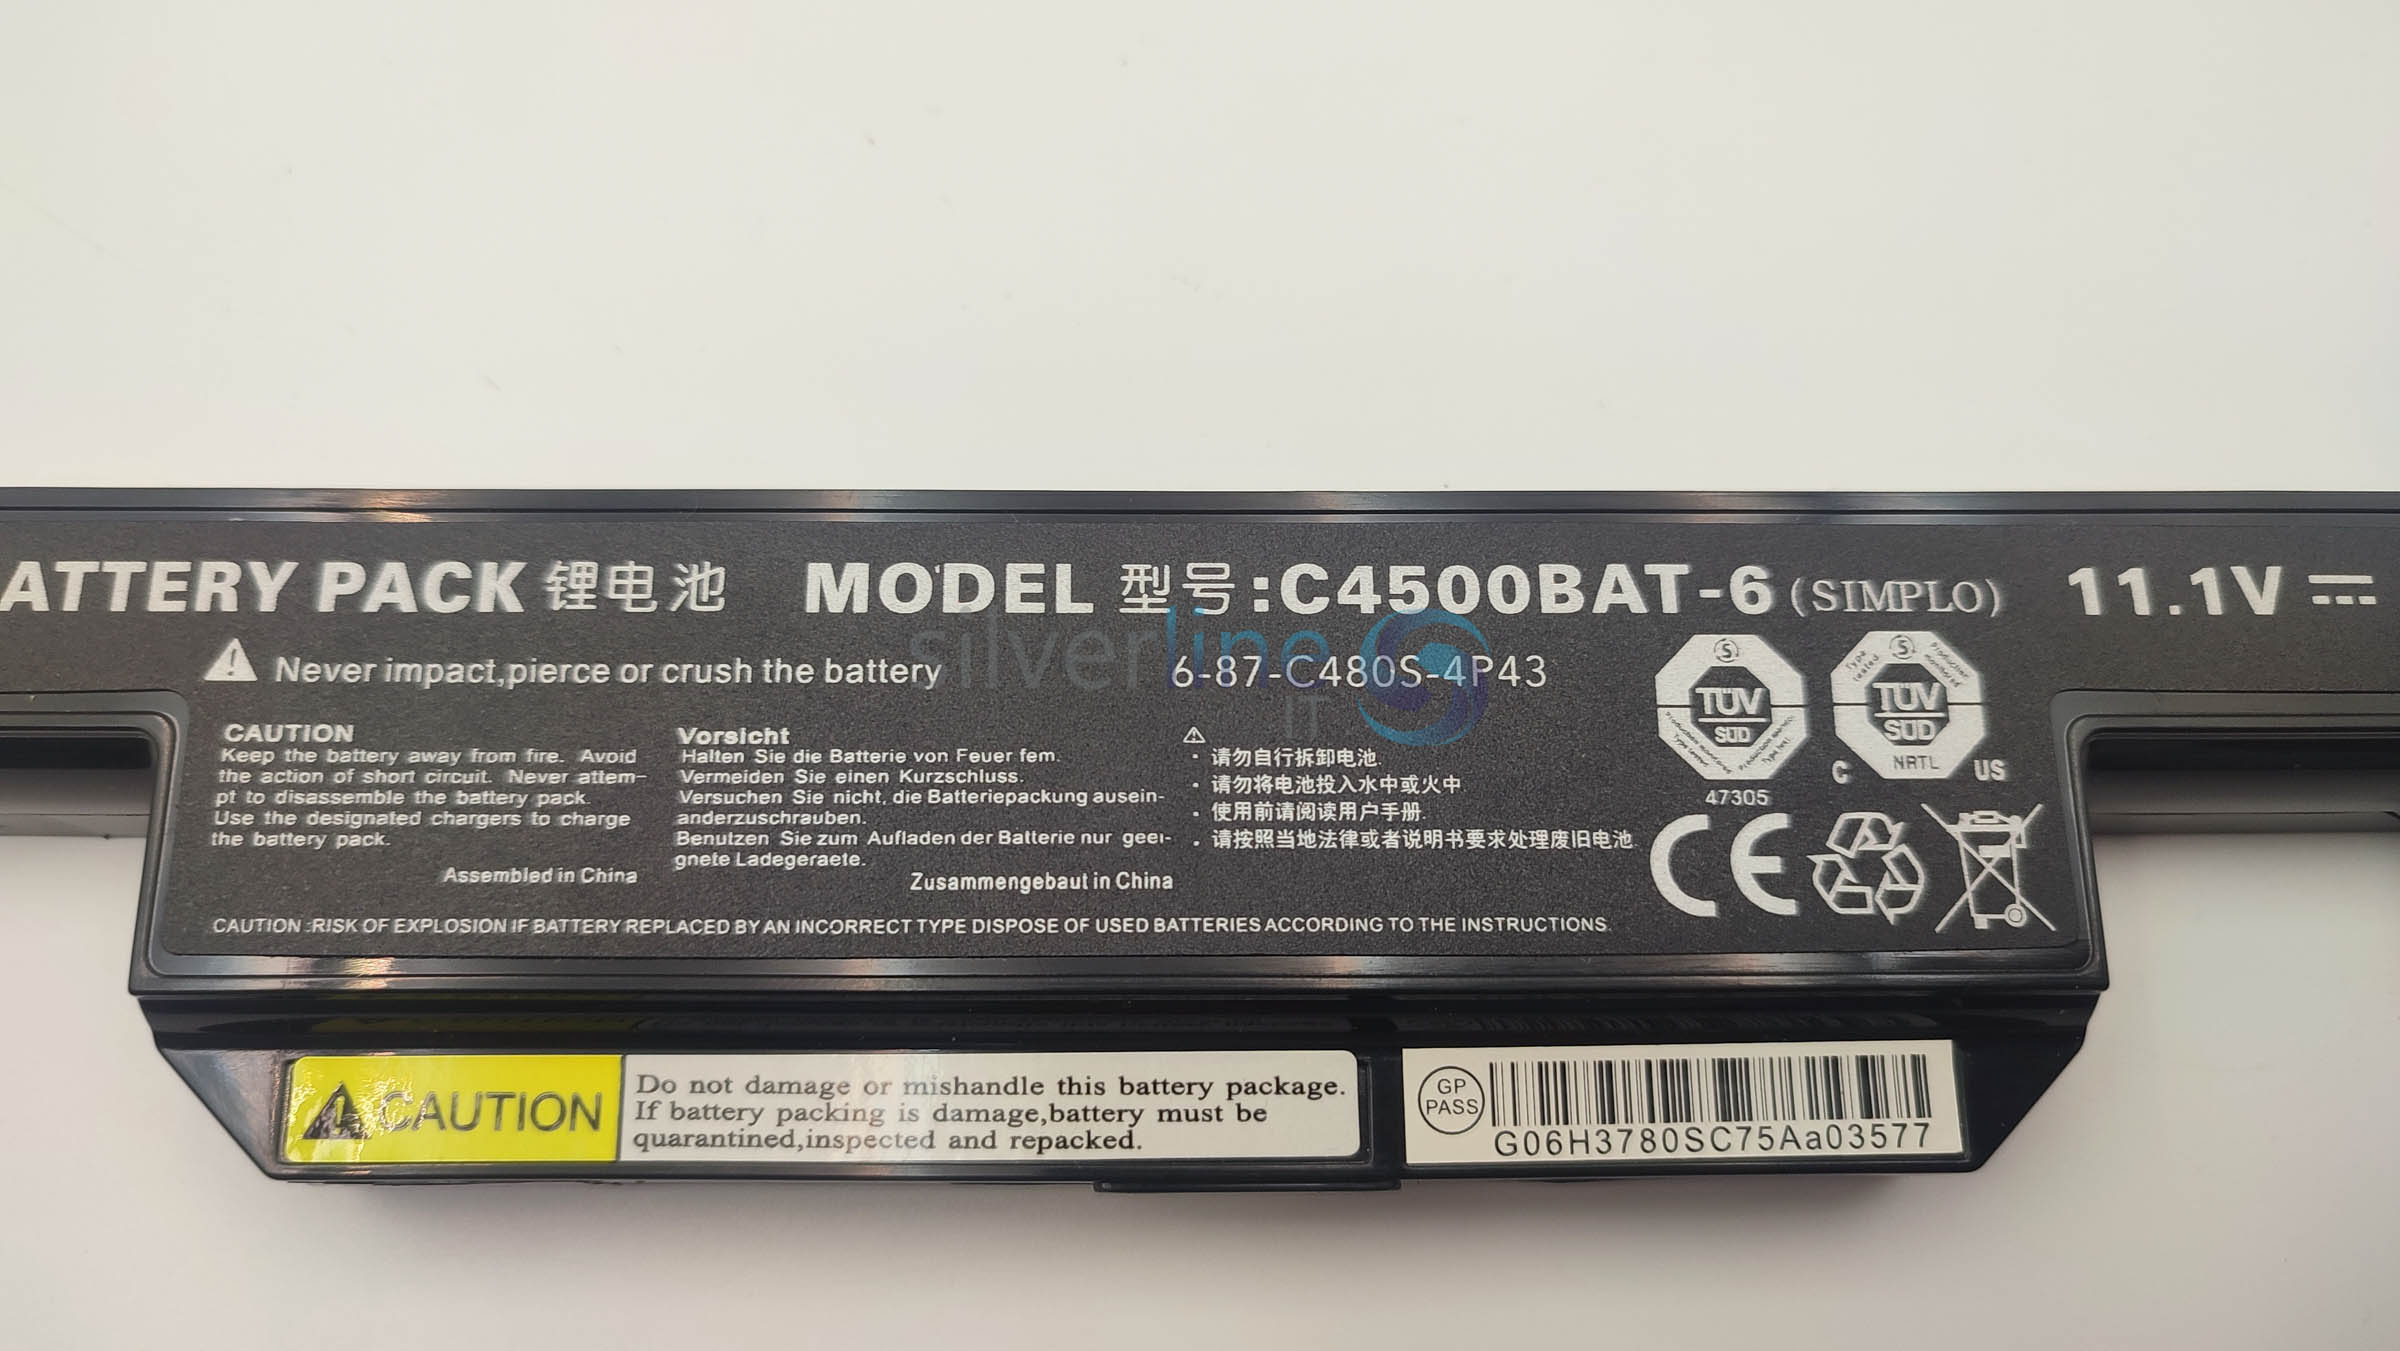 ATTERY PACK 锂电池 MODEL 型号:C4500BAT-6 (SIMPLO) 11.1V
Never impact,pierce or crush the battery
6-87-C480S-4P43
silverline
IT
CAUTION
Keep the battery away from fire. Avoid
the action of short circuit. Never attem-
pt to disassemble the battery pack.
Use the designated chargers to charge
the battery pack.
Assembled in China
Vorsicht
Halten Sie die Batterie von Feuer fem.
Vermeiden Sie einen Kurzschluss.
Versuchen Sie nicht, die Batteriepackung ausein-
anderzuschrauben.
Benutzen Sie zum Aufladen der Batterie nur geei-
gnete Ladegeraete.
Zusammengebaut in China
· 请勿自行拆卸电池.
· 请勿将电池投入水中或火中
· 使用前请阅读用户手册.
· 请按照当地法律或者说明书要求处理废旧电池.
S
TÜV
SÜD
47305
S
Type tested
Production monitored
TÜV
SÜD
NRTL
C US
CE
CAUTION :RISK OF EXPLOSION IF BATTERY REPLACED BY AN INCORRECT TYPE DISPOSE OF USED BATTERIES ACCORDING TO THE INSTRUCTIONS.
CAUTION
Do not damage or mishandle this battery package.
If battery packing is damage,battery must be
quarantined,inspected and repacked.
GP
PASS
G06H3780SC75Aa03577